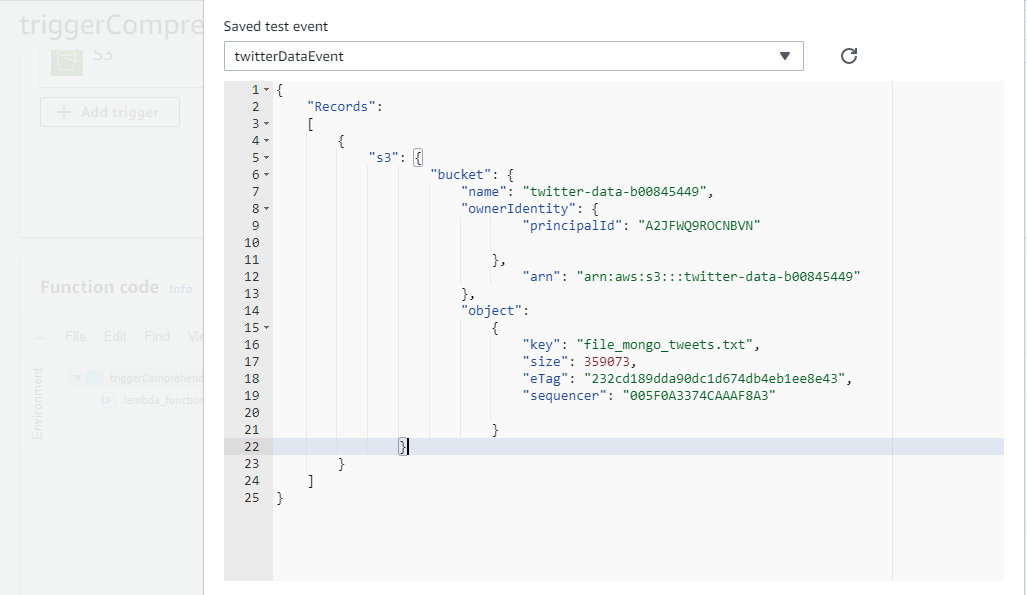 triggerCompre
S3
Add trigger
Function code Info
File Edit Find
Environment
triggerComprehend
lambda_function
Saved test event
twitterDataEvent
1 {
2 "Records":
3 [
4 {
5 "s3": {
6 "bucket": {
7 "name": "twitter-data-b00845449",
8 "ownerIdentity": {
9 "principalId": "A2JFWQ9ROCNBVN"
10
11 },
12 "arn": "arn:aws:s3:::twitter-data-b00845449"
13 },
14 "object":
15 {
16 "key": "file_mongo_tweets.txt",
17 "size": 359073,
18 "eTag": "232cd189dda90dc1d674db4eb1ee8e43",
19 "sequencer": "005F0A3374CAAAF8A3"
20
21 }
22 }
23 }
24 ]
25 }